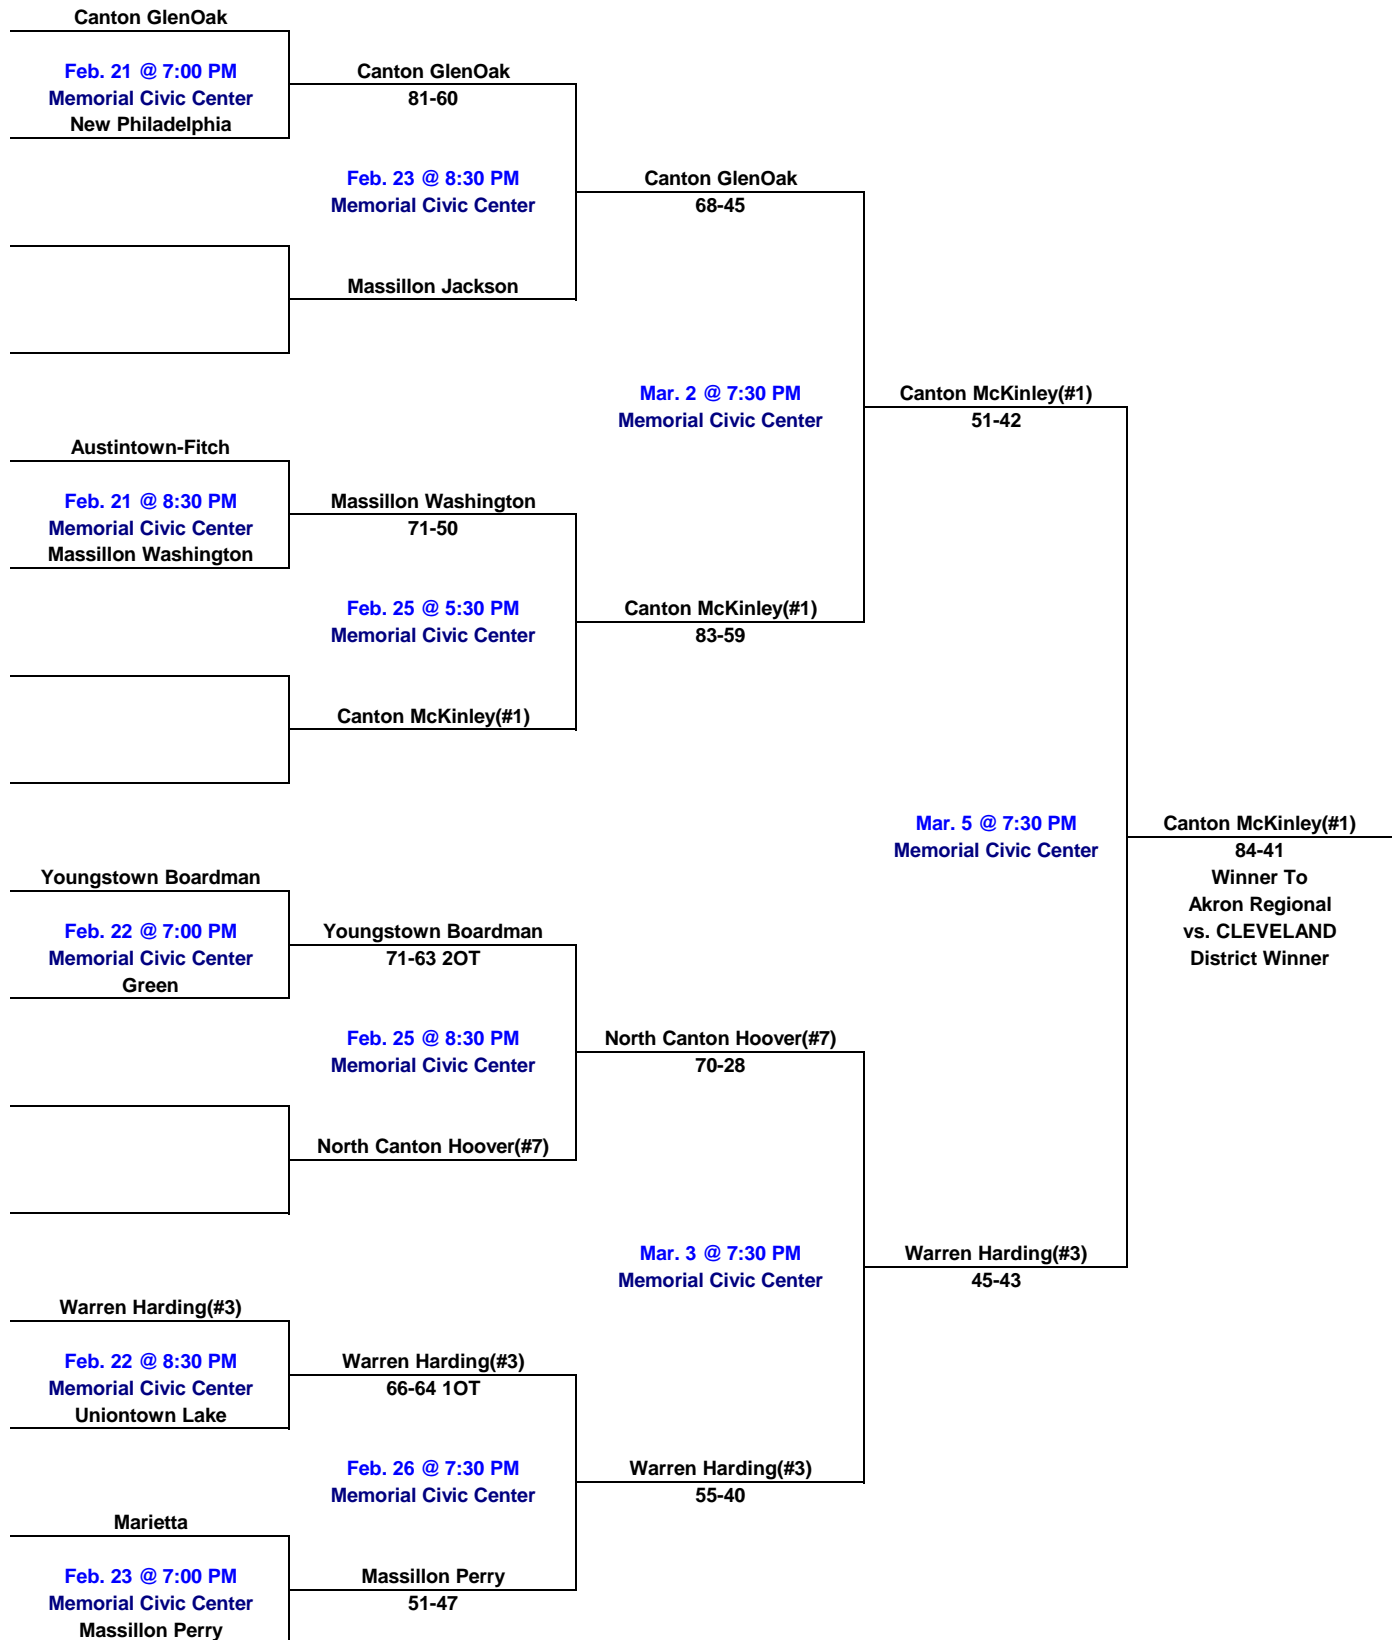 Canton GlenOak
Feb. 21 @ 7:00 PM
Memorial Civic Center
New Philadelphia
Canton GlenOak
81-60
Feb. 23 @ 8:30 PM
Memorial Civic Center
Massillon Jackson
Canton GlenOak
68-45
Mar. 2 @ 7:30 PM
Memorial Civic Center
Canton McKinley(#1)
51-42
Austintown-Fitch
Feb. 21 @ 8:30 PM
Memorial Civic Center
Massillon Washington
Massillon Washington
71-50
Feb. 25 @ 5:30 PM
Memorial Civic Center
Canton McKinley(#1)
83-59
Canton McKinley(#1)
Mar. 5 @ 7:30 PM
Memorial Civic Center
Canton McKinley(#1)
84-41
Winner To
Akron Regional
vs. CLEVELAND
District Winner
Youngstown Boardman
Feb. 22 @ 7:00 PM
Memorial Civic Center
Green
Youngstown Boardman
71-63 2OT
Feb. 25 @ 8:30 PM
Memorial Civic Center
North Canton Hoover(#7)
North Canton Hoover(#7)
70-28
Mar. 3 @ 7:30 PM
Memorial Civic Center
Warren Harding(#3)
45-43
Warren Harding(#3)
Feb. 22 @ 8:30 PM
Memorial Civic Center
Uniontown Lake
Warren Harding(#3)
66-64 1OT
Feb. 26 @ 7:30 PM
Memorial Civic Center
Warren Harding(#3)
55-40
Marietta
Feb. 23 @ 7:00 PM
Memorial Civic Center
Massillon Perry
Massillon Perry
51-47